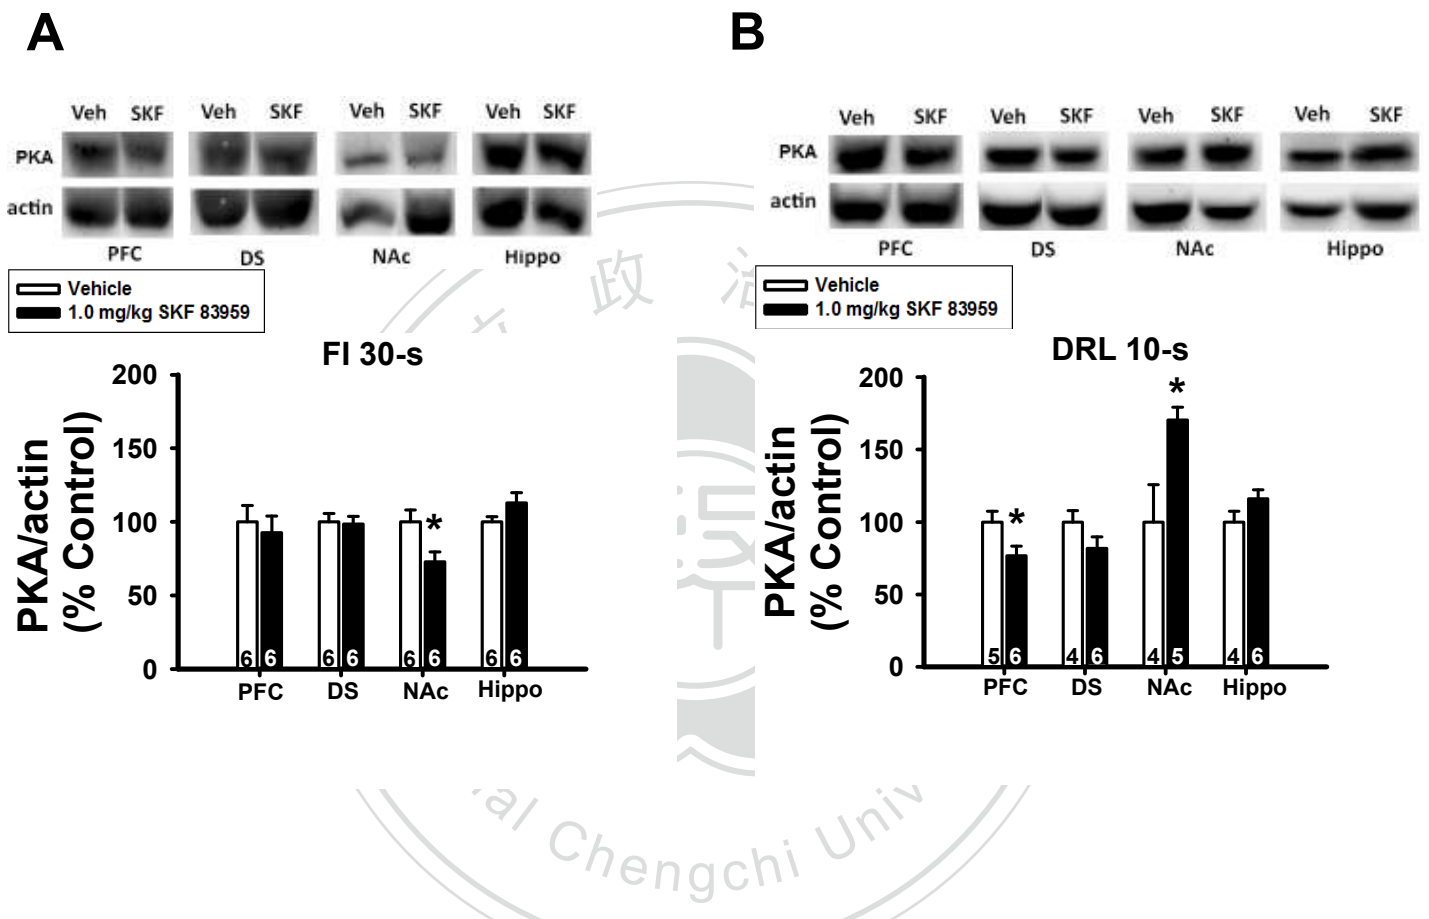 A
B
Veh SKF Veh SKF Veh SKF Veh SKF
PKA
actin
PFC DS NAc Hippo
Vehicle
1.0 mg/kg SKF 83959
FI 30-s
PKA/actin
(% Control)
200
150
100
50
0
*
6 6 6 6 6 6 6 6
PFC DS NAc Hippo
Veh SKF Veh SKF Veh SKF Veh SKF
PKA
actin
PFC DS NAc Hippo
Vehicle
1.0 mg/kg SKF 83959
DRL 10-s
PKA/actin
(% Control)
200
150
100
50
0
*
*
5 6 4 6 4 5 4 6
PFC DS NAc Hippo
政
al Chengchi Univ